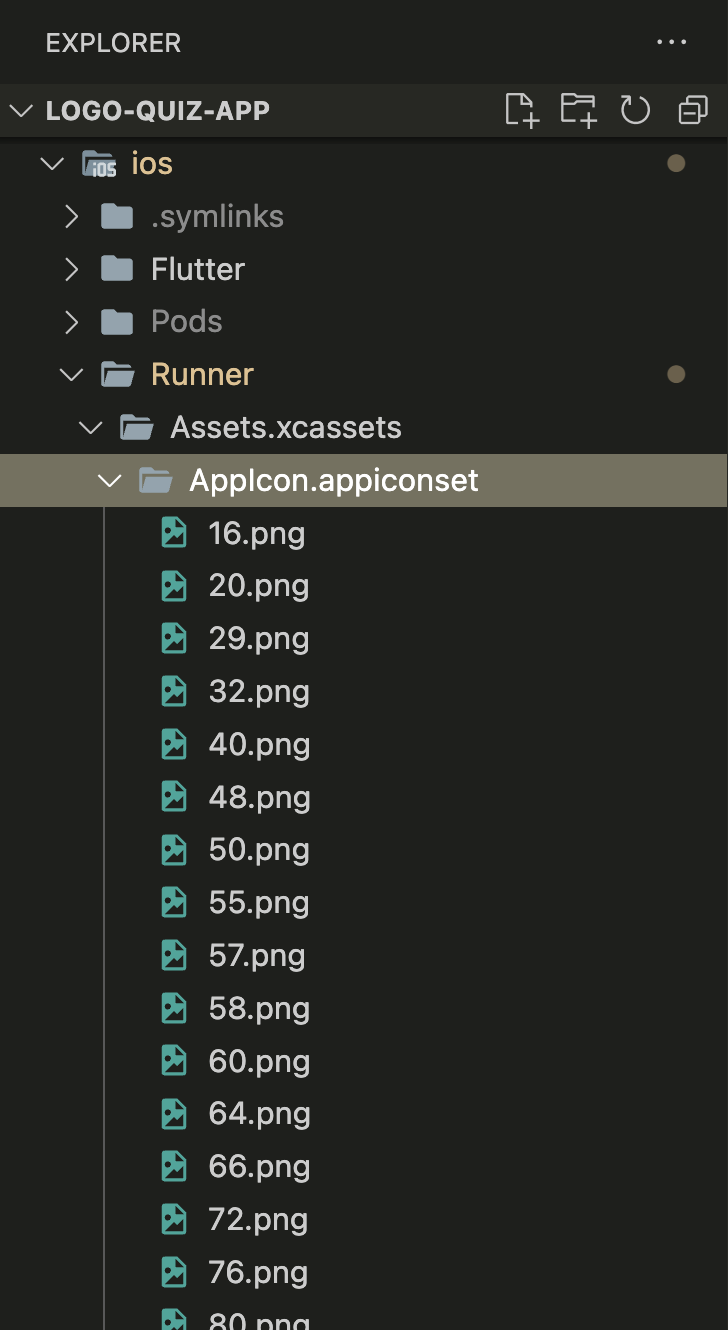 EXPLORER
LOGO-QUIZ-APP
ios
.symlinks
Flutter
Pods
Runner
Assets.xcassets
AppIcon.appiconset
16.png
20.png
29.png
32.png
40.png
48.png
50.png
55.png
57.png
58.png
60.png
64.png
66.png
72.png
76.png
80.png